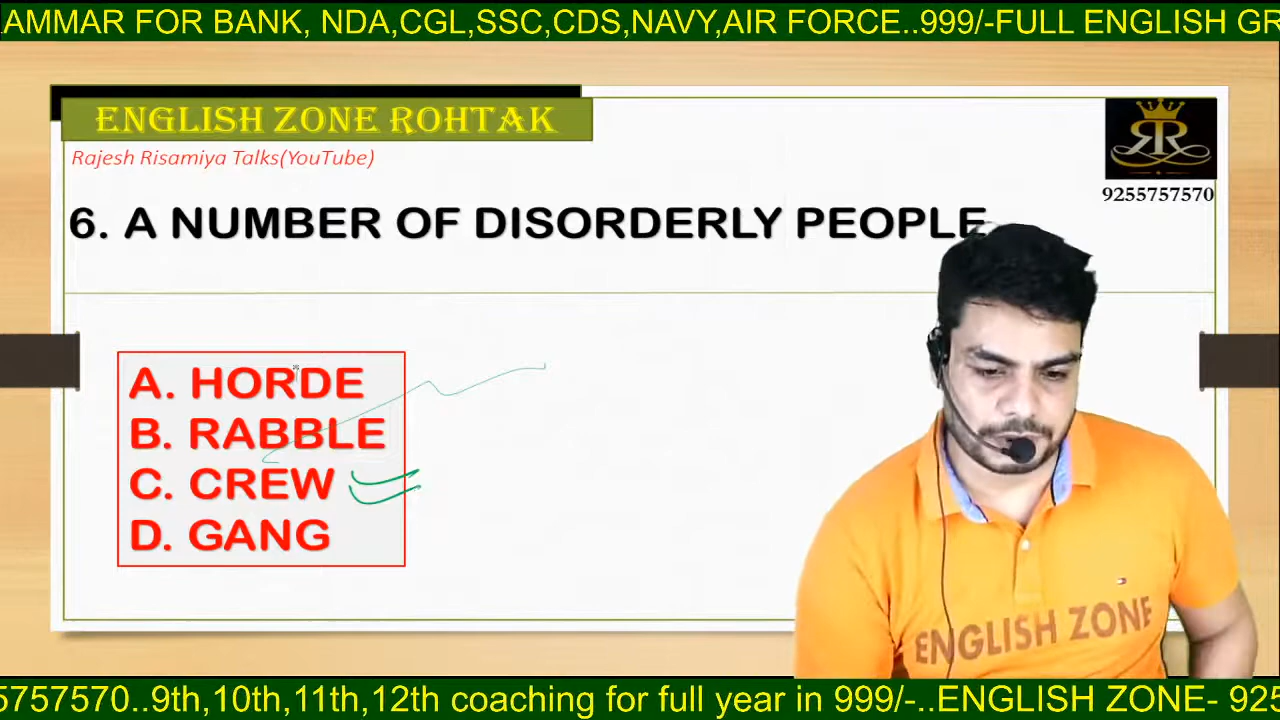 AMMAR FOR BANK, NDA,CGL,SSC,CDS,NAVY,AIR FORCE..999/-FULL ENGLISH GR
ENGLISH ZONE ROHTAK
Rajesh Risamiya Talks(YouTube)
RR
9255757570
6. A NUMBER OF DISORDERLY PEOPLE
A. HORDE
B. RABBLE
C. CREW
D. GANG
ENGLISH ZONE
5757570..9th,10th,11th,12th coaching for full year in 999/-..ENGLISH ZONE- 925